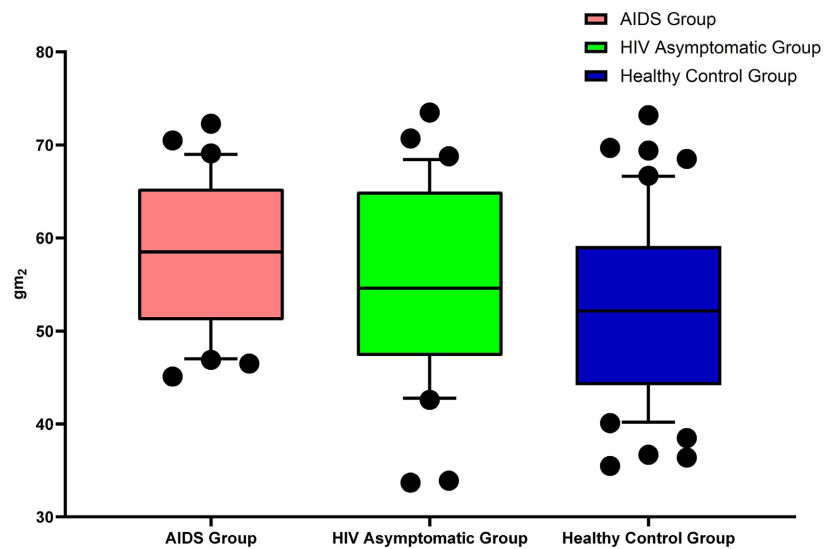 AIDS Group
HIV Asymptomatic Group
Healthy Control Group
80
70
60
50
40
30
gm₂
AIDS Group
HIV Asymptomatic Group
Healthy Control Group